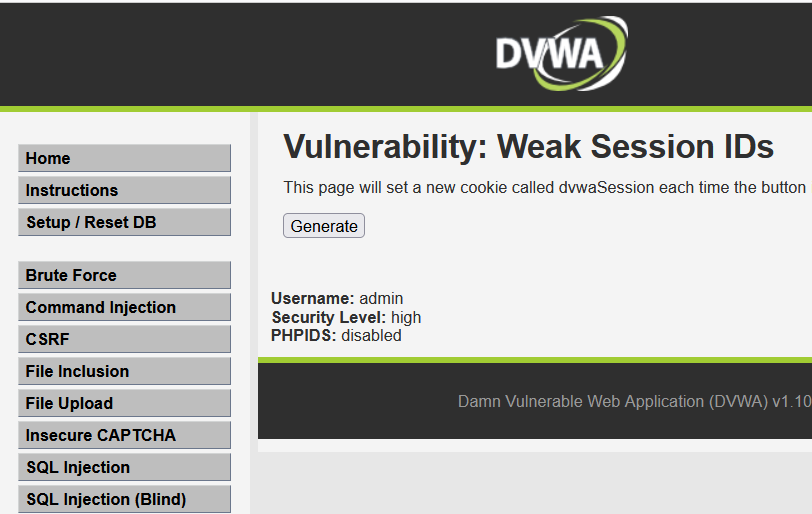 DVWA
Home
Instructions
Setup / Reset DB
Brute Force
Command Injection
CSRF
File Inclusion
File Upload
Insecure CAPTCHA
SQL Injection
SQL Injection (Blind)
Vulnerability: Weak Session IDs
This page will set a new cookie called dvwaSession each time the button
Generate
Username: admin
Security Level: high
PHPIDS: disabled
Damn Vulnerable Web Application (DVWA) v1.10